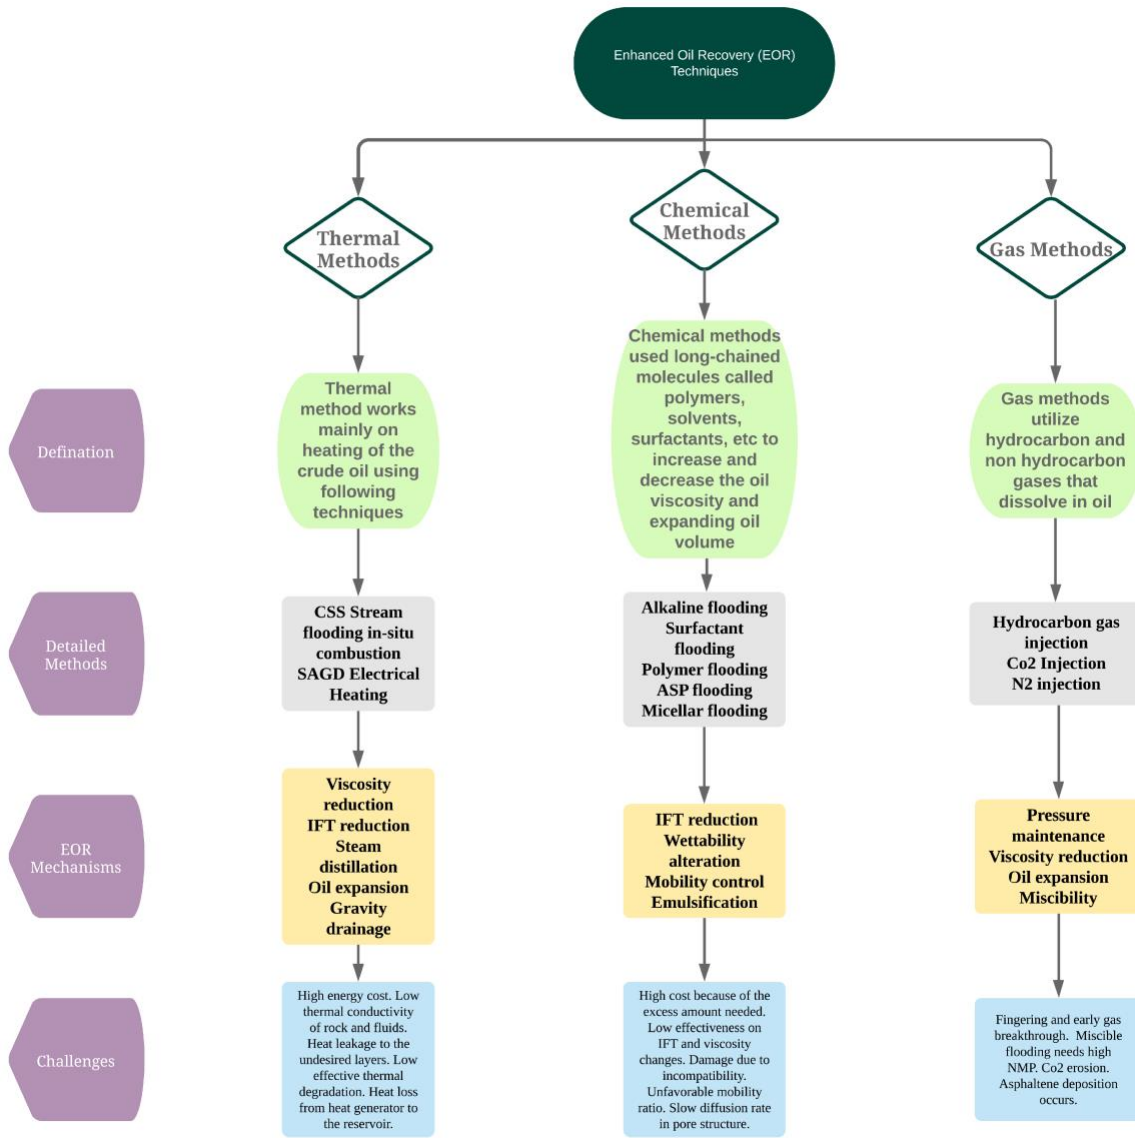 Enhanced Oil Recovery (EOR)
Techniques
Thermal
Methods
Chemical
Methods
Gas Methods
Defination
Thermal
method works
mainly on
heating of the
crude oil using
following
techniques
Chemical methods
used long-chained
molecules called
polymers,
solvents,
surfactants, etc to
increase and
decrease the oil
viscosity and
expanding oil
volume
Gas methods
utilize
hydrocarbon and
non hydrocarbon
gases that
dissolve in oil
Detailed
Methods
CSS Stream
flooding in-situ
combustion
SAGD Electrical
Heating
Alkaline flooding
Surfactant
flooding
Polymer flooding
ASP flooding
Micellar flooding
Hydrocarbon gas
injection
Co2 Injection
N2 injection
EOR
Mechanisms
Viscosity
reduction
IFT reduction
Steam
distillation
Oil expansion
Gravity
drainage
IFT reduction
Wettability
alteration
Mobility control
Emulsification
Pressure
maintenance
Viscosity reduction
Oil expansion
Miscibility
Challenges
High energy cost. Low
thermal conductivity
of rock and fluids.
Heat leakage to the
undesired layers. Low
effective thermal
degradation. Heat loss
from heat generator to
the reservoir.
High cost because of the
excess amount needed.
Low effectiveness on
IFT and viscosity
changes. Damage due to
incompatibility.
Unfavorable mobility
ratio. Slow diffusion rate
in pore structure.
Fingering and early gas
breakthrough. Miscible
flooding needs high
NMP. Co2 erosion.
Asphaltene deposition
occurs.